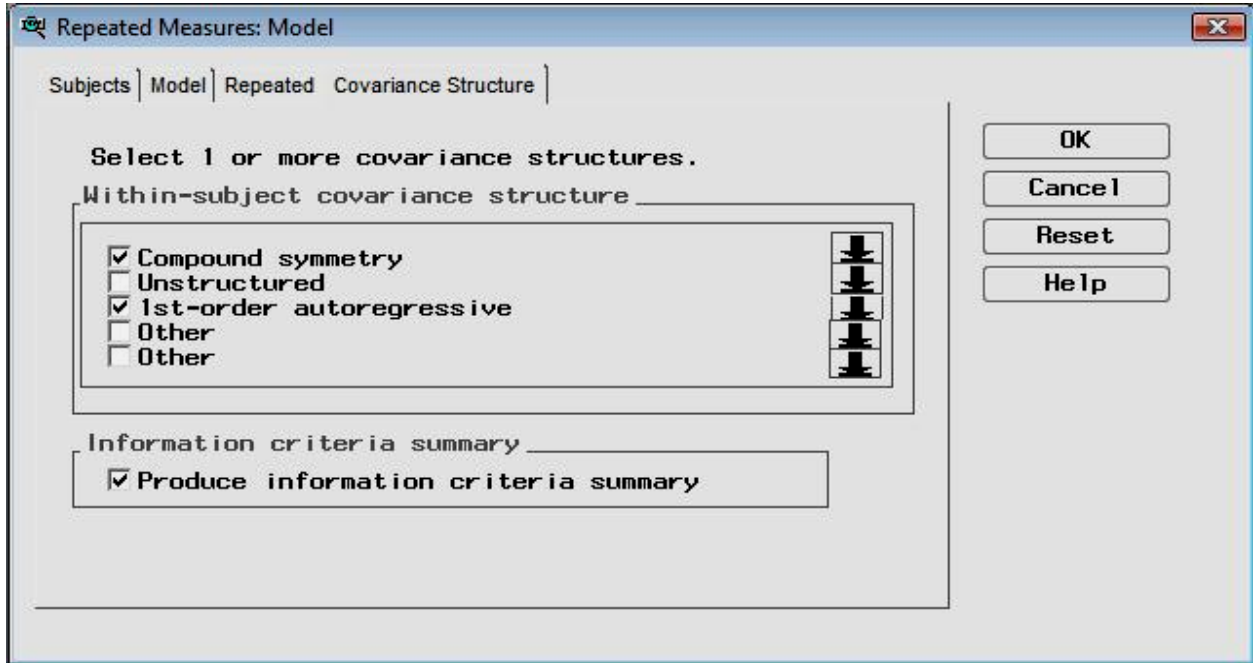 Repeated Measures: Model
Subjects Model Repeated Covariance Structure
Select 1 or more covariance structures.
Within-subject covariance structure
Compound symmetry
Unstructured
1st-order autoregressive
Other
Other
Information criteria summary
Produce information criteria summary
OK
Cancel
Reset
Help